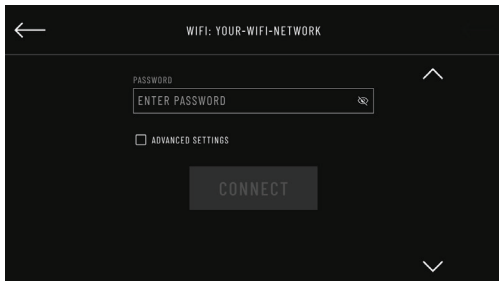 WIFI: YOUR-WIFI-NETWORK
PASSWORD
ENTER PASSWORD
ADVANCED SETTINGS
CONNECT